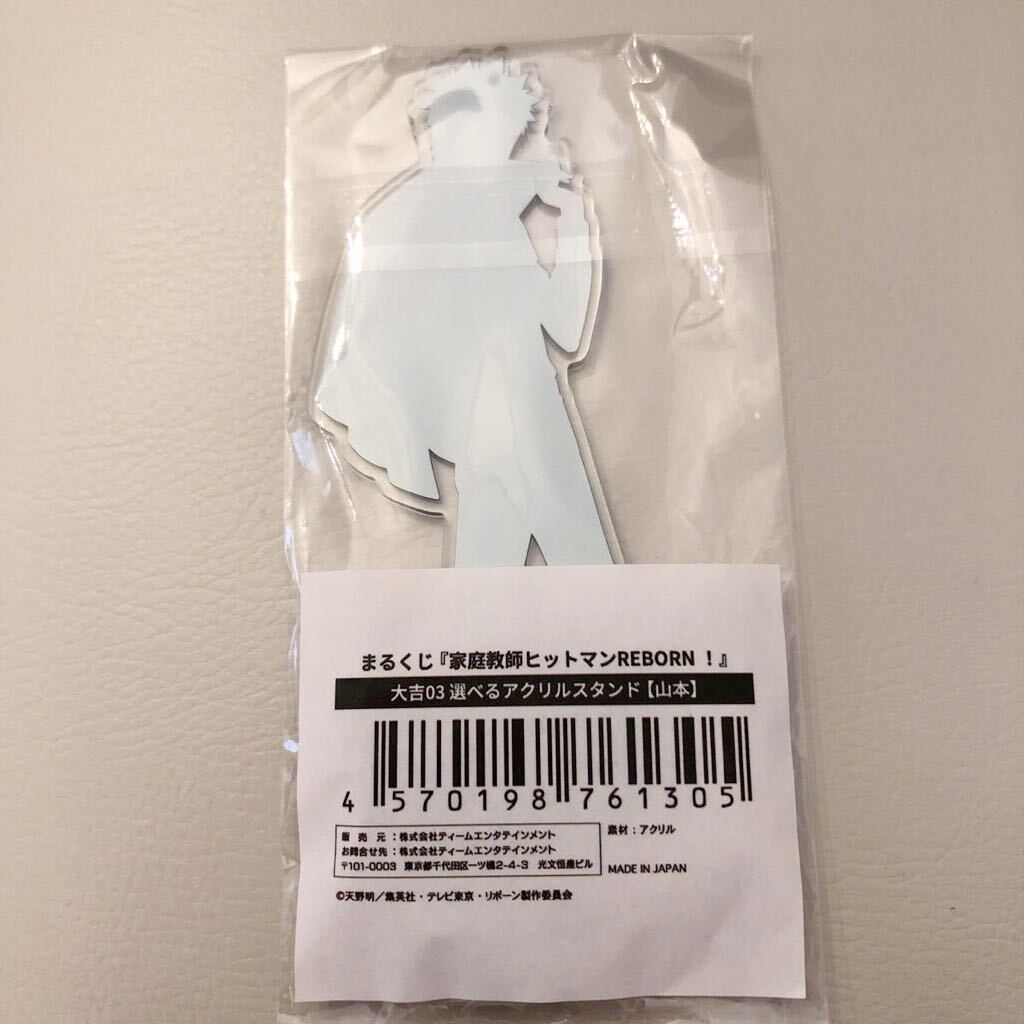 まるくじ『家庭教師ヒットマンREBORN！』
大吉03 選べるアクリルスタンド【山本】
4 570198 761305
販売元：株式会社ティームエンタテインメント
お問合せ先：株式会社ティームエンタテインメント
〒101-0003 東京都千代田区一ツ橋2-4-3 光文恒産ビル
素材：アクリル
MADE IN JAPAN
©天野明／集英社・テレビ東京・リボーン製作委員会